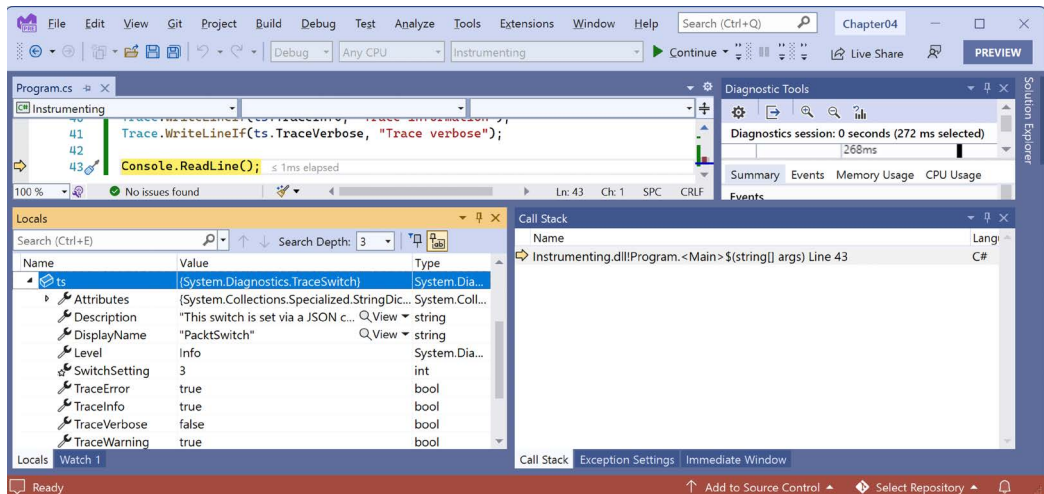 File Edit View Git Project Build Debug Test Analyze Tools Extensions Window Help Search (Ctrl+Q) Chapter04
Debug Any CPU Instrumenting Continue Live Share PREVIEW
Program.cs
Instrumenting
40 Trace.WriteLineIf(ts.TraceInfo, "Trace information");
41 Trace.WriteLineIf(ts.TraceVerbose, "Trace verbose");
42
43 Console.ReadLine(); ≤ 1ms elapsed
100 % No issues found Ln: 43 Ch: 1 SPC CRLF
Diagnostic Tools
Diagnostics session: 0 seconds (272 ms selected)
268ms
Summary Events Memory Usage CPU Usage
Events
Solution Explorer
Locals
Search (Ctrl+E) Search Depth: 3
Name Value Type
ts {System.Diagnostics.TraceSwitch} System.Dia...
Attributes {System.Collections.Specialized.StringDic... System.Coll...
Description "This switch is set via a JSON c... View string
DisplayName "PacktSwitch" View string
Level Info System.Dia...
SwitchSetting 3 int
TraceError true bool
TraceInfo true bool
TraceVerbose false bool
TraceWarning true bool
Locals Watch 1
Call Stack
Name Lang
Instrumenting.dll!Program.<Main>$(string[] args) Line 43 C#
Call Stack Exception Settings Immediate Window
Ready Add to Source Control Select Repository